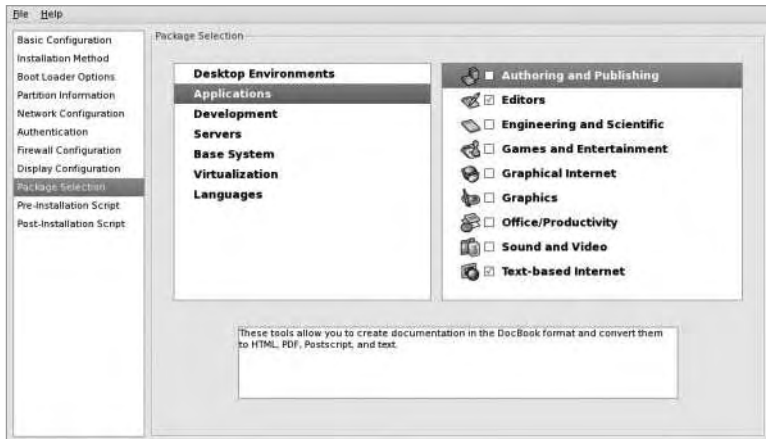 File Help
Package Selection
Basic Configuration
Installation Method
Boot Loader Options
Partition Information
Network Configuration
Authentication
Firewall Configuration
Display Configuration
Package Selection
Pre-Installation Script
Post-Installation Script
Desktop Environments
Applications
Development
Servers
Base System
Virtualization
Languages
Authoring and Publishing
Editors
Engineering and Scientific
Games and Entertainment
Graphical Internet
Graphics
Office/Productivity
Sound and Video
Text-based Internet
These tools allow you to create documentation in the DocBook format and convert them
to HTML, PDF, Postscript, and text.